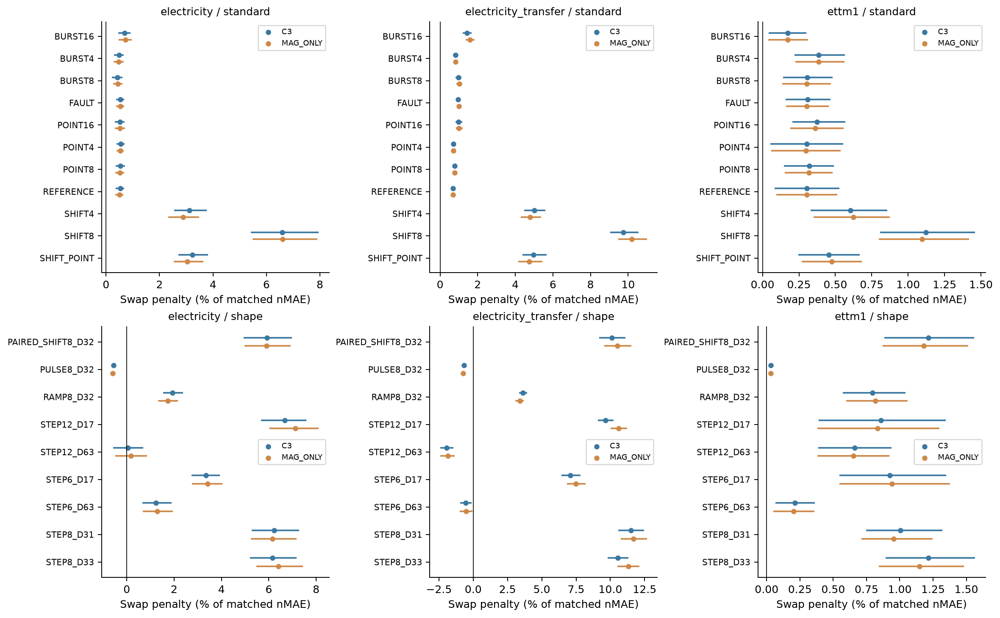 electricity / standard
BURST16
BURST4
BURST8
FAULT
POINT16
POINT4
POINT8
REFERENCE
SHIFT4
SHIFT8
SHIFT_POINT
C3
MAG_ONLY
0 2 4 6 8
Swap penalty (% of matched nMAE)
electricity_transfer / standard
BURST16
BURST4
BURST8
FAULT
POINT16
POINT4
POINT8
REFERENCE
SHIFT4
SHIFT8
SHIFT_POINT
C3
MAG_ONLY
0 2 4 6 8 10
Swap penalty (% of matched nMAE)
ettm1 / standard
BURST16
BURST4
BURST8
FAULT
POINT16
POINT4
POINT8
REFERENCE
SHIFT4
SHIFT8
SHIFT_POINT
C3
MAG_ONLY
0.00 0.25 0.50 0.75 1.00 1.25 1.50
Swap penalty (% of matched nMAE)
electricity / shape
PAIRED_SHIFT8_D32
PULSE8_D32
RAMP8_D32
STEP12_D17
STEP12_D63
STEP6_D17
STEP6_D63
STEP8_D31
STEP8_D33
C3
MAG_ONLY
0 2 4 6 8
Swap penalty (% of matched nMAE)
electricity_transfer / shape
PAIRED_SHIFT8_D32
PULSE8_D32
RAMP8_D32
STEP12_D17
STEP12_D63
STEP6_D17
STEP6_D63
STEP8_D31
STEP8_D33
C3
MAG_ONLY
−2.5 0.0 2.5 5.0 7.5 10.0 12.5
Swap penalty (% of matched nMAE)
ettm1 / shape
PAIRED_SHIFT8_D32
PULSE8_D32
RAMP8_D32
STEP12_D17
STEP12_D63
STEP6_D17
STEP6_D63
STEP8_D31
STEP8_D33
C3
MAG_ONLY
0.00 0.25 0.50 0.75 1.00 1.25 1.50
Swap penalty (% of matched nMAE)